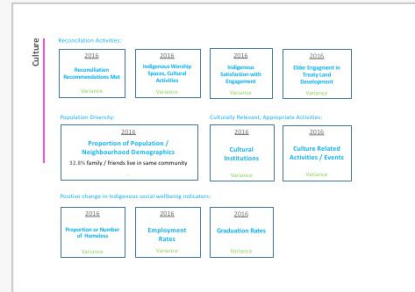 Culture
Reconciliation Activities:
2016
Reconciliation
Recommendations Met
Variance
2016
Indigenous Worship
Spaces, Cultural
Activities
Variance
2016
Indigenous
Satisfaction with
Engagement
Variance
2016
Elder Engagment in
Treaty Land
Development
Variance
Population Diversity:
2016
Proportion of Population /
Neighbourhood Demographics
32.8% family / friends live in same community
Culturally Relevant, Appropriate Activities:
2016
Cultural
Institutions
Variance
2016
Culture Related
Activities / Events
Variance
Positive change in Indigenous social wellbeing indicators:
2016
Proportion or Number
of Homeless
Variance
2016
Employment
Rates
Variance
2016
Graduation Rates
Variance